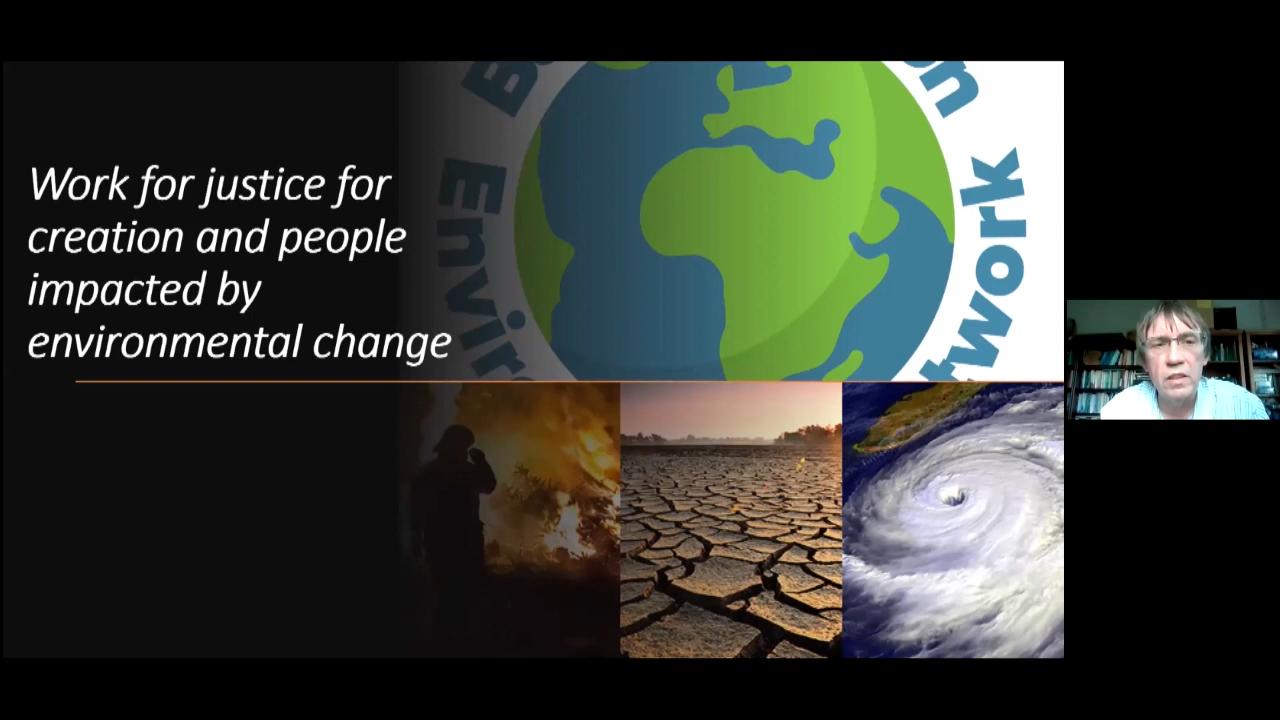 Work for justice for
creation and people
impacted by
environmental change